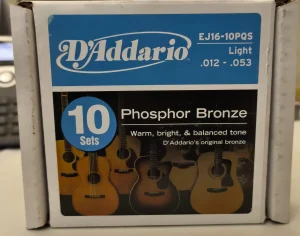 D'Addario
EJ16-10PQS
Light
.012 - .053
10
Sets
Phosphor Bronze
Warm, bright, & balanced tone
D'Addario's original bronze